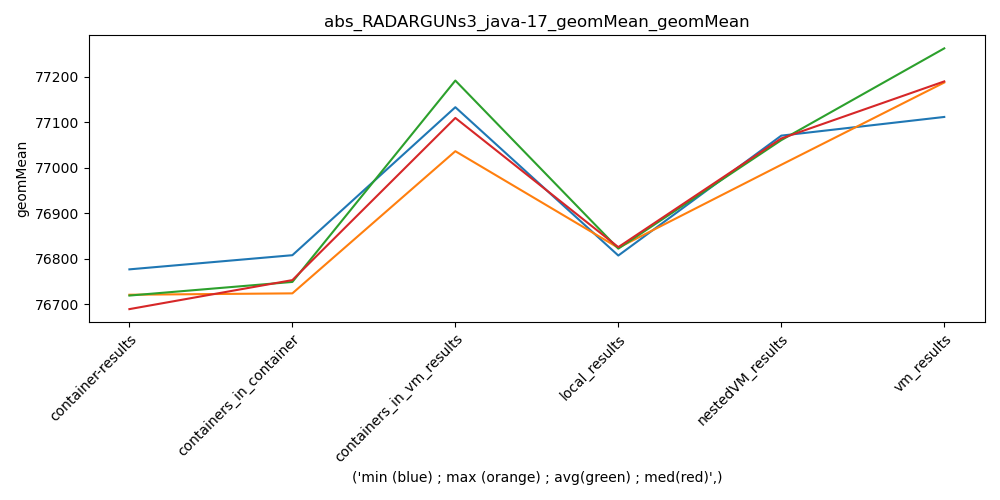 abs_RADARGUNs3_java-17_geomMean_geomMean
geomMean
77200
77100
77000
76900
76800
76700
container-results
containers_in_container
containers_in_vm_results
local_results
nestedVM_results
vm_results
('min (blue) ; max (orange) ; avg(green) ; med(red)',)